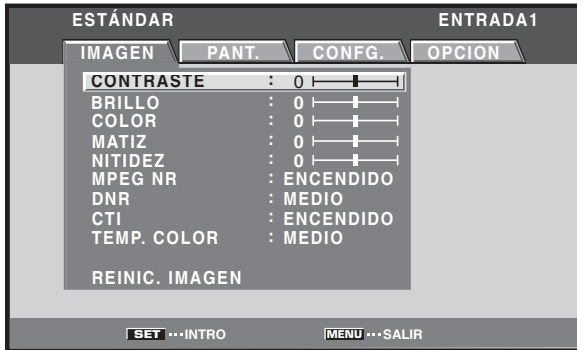 ESTÁNDAR ENTRADA1
IMAGEN PANT. CONFG. OPCION
CONTRASTE : 0
BRILLO : 0
COLOR : 0
MATIZ : 0
NITIDEZ : 0
MPEG NR : ENCENDIDO
DNR : MEDIO
CTI : ENCENDIDO
TEMP. COLOR : MEDIO
REINIC. IMAGEN
SET ···INTRO MENU ···SALIR